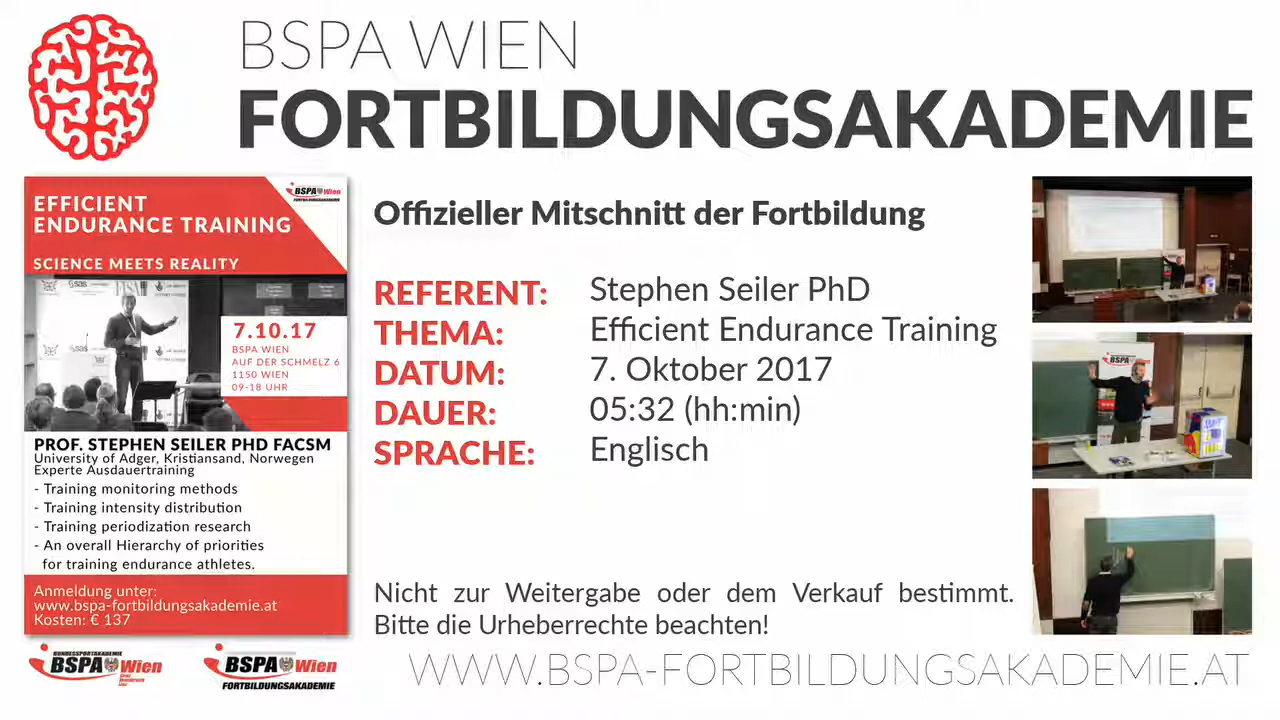 BSPA WIEN
FORTBILDUNGSAKADEMIE
EFFICIENT
ENDURANCE TRAINING
SCIENCE MEETS REALITY
BSPA Wien
FORTBILDUNGSAKADEMIE
7.10.17
BSPA WIEN
AUF DER SCHMELZ 6
1150 WIEN
09-18 UHR
PROF. STEPHEN SEILER PHD FACSM
University of Adger, Kristiansand, Norwegen
Experte Ausdauertraining
- Training monitoring methods
- Training intensity distribution
- Training periodization research
- An overall Hierarchy of priorities
for training endurance athletes.
Anmeldung unter:
www.bspa-fortbildungsakademie.at
Kosten: € 137
Offizieller Mitschnitt der Fortbildung
REFERENT: Stephen Seiler PhD
THEMA: Efficient Endurance Training
DATUM: 7. Oktober 2017
DAUER: 05:32 (hh:min)
SPRACHE: Englisch
Nicht zur Weitergabe oder dem Verkauf bestimmt.
Bitte die Urheberrechte beachten!
BUNDESSPORTAKADEMIE
BSPA Wien
BSPA Wien
FORTBILDUNGSAKADEMIE
WWW.BSPA-FORTBILDUNGSAKADEMIE.AT